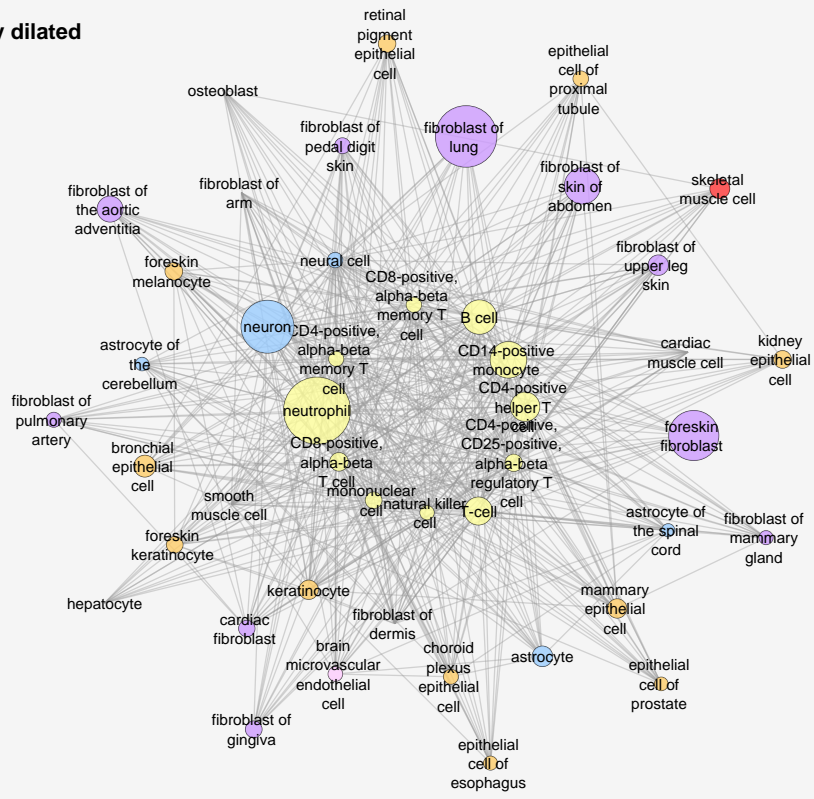 y dilated
retinal
pigment
epithelial
cell
epithelial
cell of
proximal
tubule
osteoblast
fibroblast of
pedal digit
skin
fibroblast of
lung
fibroblast of
skin of
abdomen
skeletal
muscle cell
fibroblast of
the aortic
adventitia
fibroblast of
arm
foreskin
melanocyte
neural cell
fibroblast of
upper leg
skin
CD8-positive,
alpha-beta
memory T
cell
B cell
neuron
CD4-positive,
alpha-beta
memory T
cell
CD14-positive
monocyte
cardiac
muscle cell
kidney
epithelial
cell
astrocyte of
the
cerebellum
CD4-positive
helper T
cell
neutrophil
fibroblast of
pulmonary
artery
CD4-positive,
CD25-positive,
alpha-beta
regulatory T
cell
foreskin
fibroblast
bronchial
epithelial
cell
CD8-positive,
alpha-beta
T cell
mononuclear
cell
natural killer
cell
T-cell
smooth
muscle cell
astrocyte of
the spinal
cord
fibroblast of
mammary
gland
foreskin
keratinocyte
hepatocyte
keratinocyte
mammary
epithelial
cell
cardiac
fibroblast
fibroblast of
dermis
brain
microvascular
endothelial
cell
choroid
plexus
epithelial
cell
astrocyte
epithelial
cell of
prostate
fibroblast of
gingiva
epithelial
cell of
esophagus